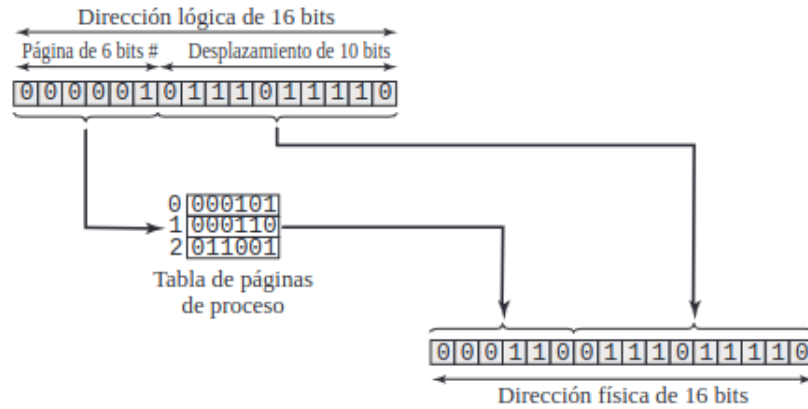 Dirección lógica de 16 bits
Página de 6 bits # Desplazamiento de 10 bits
0000010111011110
0 000101
1 000110
2 011001
Tabla de páginas
de proceso
0001100111011110
Dirección física de 16 bits